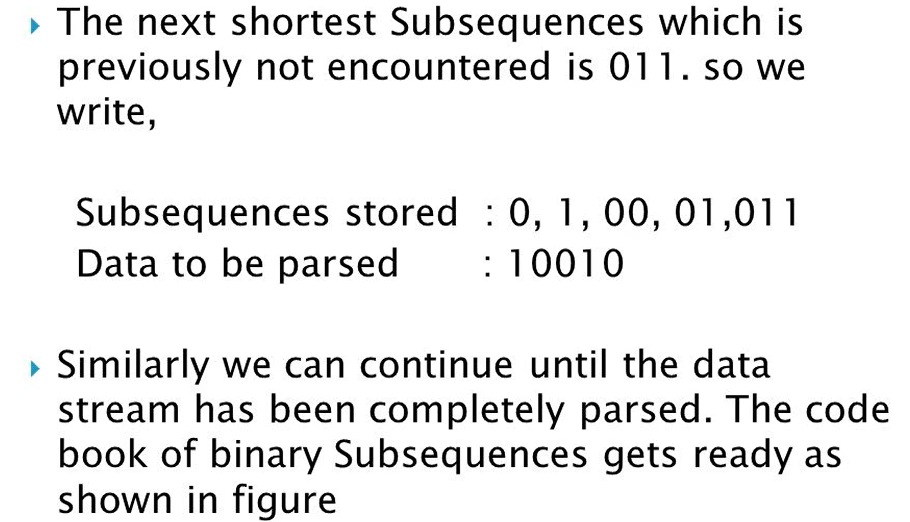 The next shortest Subsequences which is
previously not encountered is 011. so we
write,
Subsequences stored : 0, 1, 00, 01,011
Data to be parsed : 10010
Similarly we can continue until the data
stream has been completely parsed. The code
book of binary Subsequences gets ready as
shown in figure